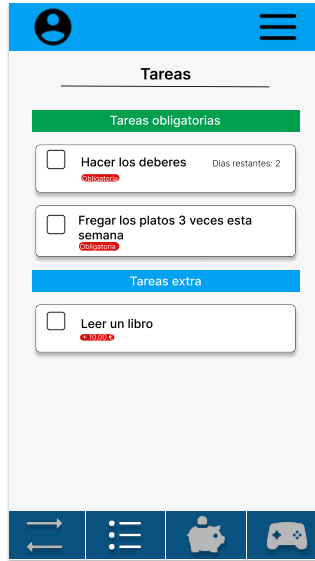 Tareas
Tareas obligatorias
Hacer los deberes
Dias restantes: 2
Obligatoria
Fregar los platos 3 veces esta
semana
Obligatoria
Tareas extra
Leer un libro
+ 10,00 €